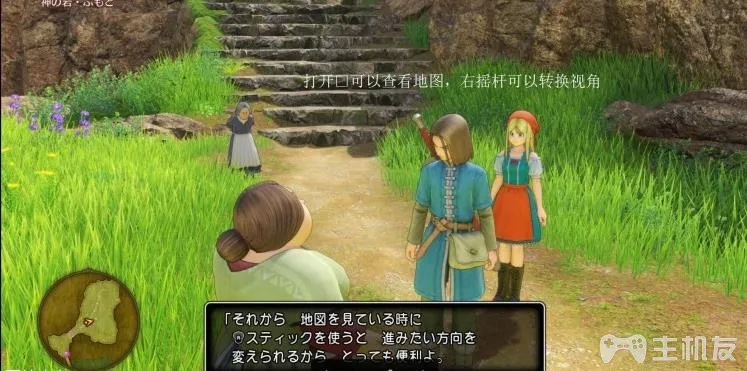 神の岩・ふもと
打开□可以查看地图，右摇杆可以转换视角
「それから　地図を見ている時に
スティックを使うと　進みたい方向を
変えられるから　とっても便利よ。
主机友